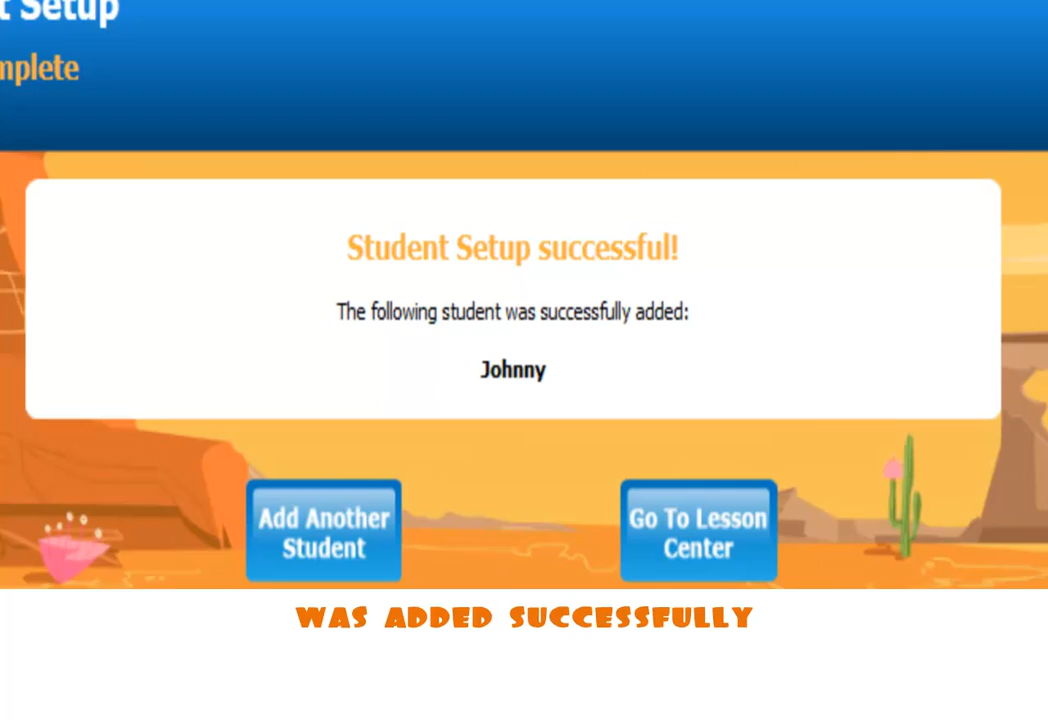 t Setup
mplete
Student Setup successful!
The following student was successfully added:
Johnny
Add Another
Student
Go To Lesson
Center
WAS ADDED SUCCESSFULLY